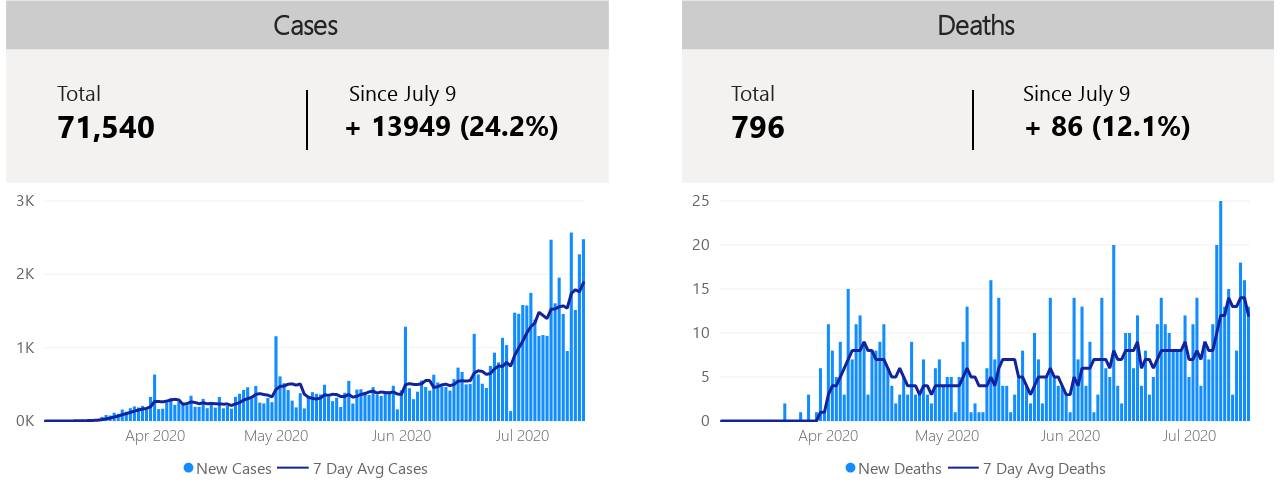 Cases
Total
Since July 9
71,540
+ 13949 (24.2%)
3K
2K
1K
0K
Apr 2020
May 2020
Jun 2020
Jul 2020
New Cases
7 Day Avg Cases
Deaths
Total
Since July 9
796
+ 86 (12.1%)
25
20
15
10
5
0
Apr 2020
May 2020
Jun 2020
Jul 2020
New Deaths
7 Day Avg Deaths